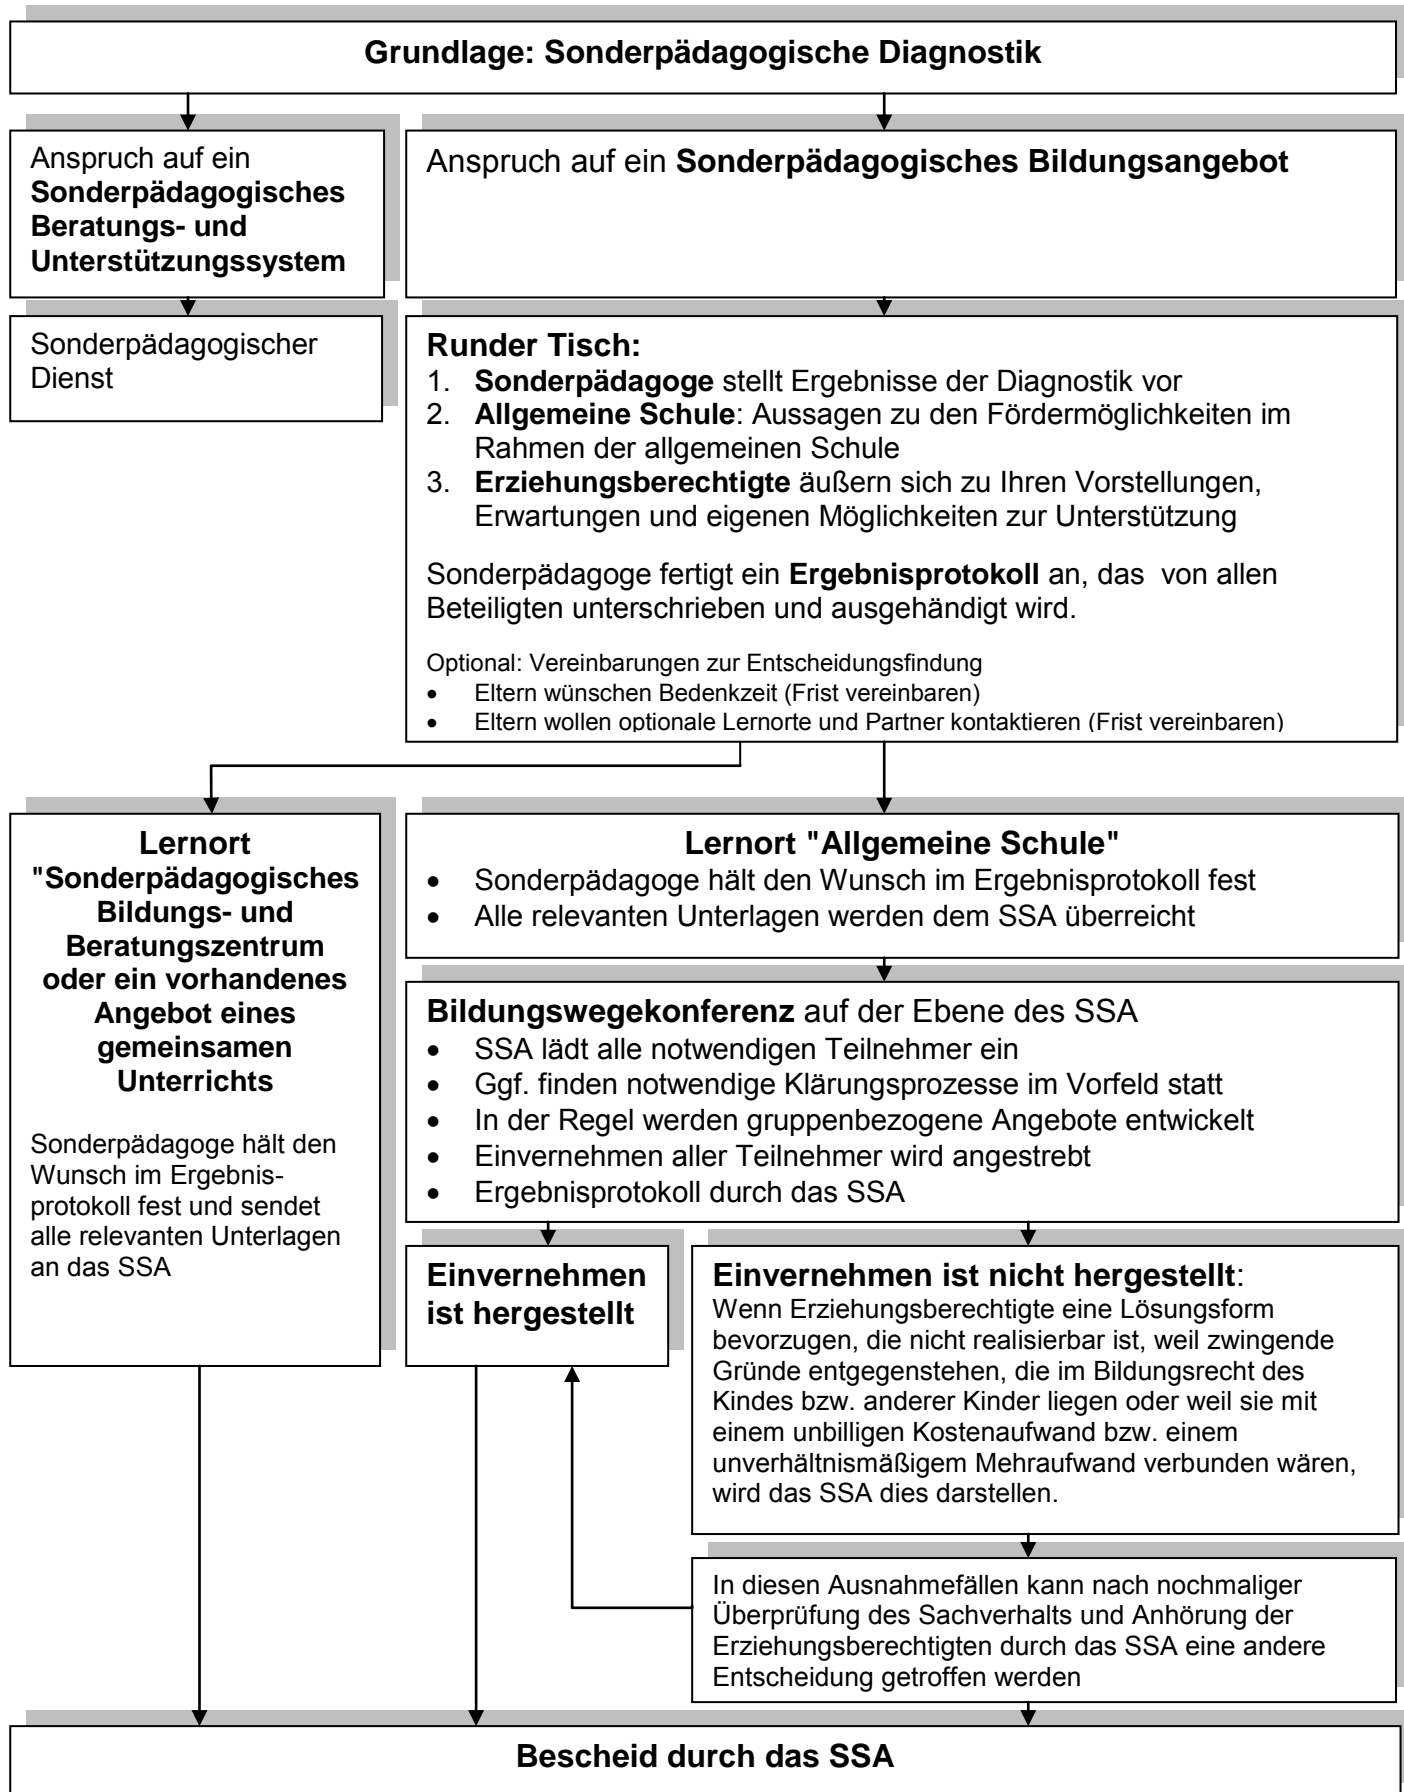 Grundlage: Sonderpädagogische Diagnostik
Anspruch auf ein
Sonderpädagogisches
Beratungs- und
Unterstützungssystem
Anspruch auf ein Sonderpädagogisches Bildungsangebot
Sonderpädagogischer
Dienst
Runder Tisch:
1. Sonderpädagoge stellt Ergebnisse der Diagnostik vor
2. Allgemeine Schule: Aussagen zu den Fördermöglichkeiten im
Rahmen der allgemeinen Schule
3. Erziehungsberechtigte äußern sich zu Ihren Vorstellungen,
Erwartungen und eigenen Möglichkeiten zur Unterstützung
Sonderpädagoge fertigt ein Ergebnisprotokoll an, das von allen
Beteiligten unterschrieben und ausgehändigt wird.
Optional: Vereinbarungen zur Entscheidungsfindung
• Eltern wünschen Bedenkzeit (Frist vereinbaren)
• Eltern wollen optionale Lernorte und Partner kontaktieren (Frist vereinbaren)
Lernort
"Sonderpädagogisches
Bildungs- und
Beratungszentrum
oder ein vorhandenes
Angebot eines
gemeinsamen
Unterrichts
Sonderpädagoge hält den
Wunsch im Ergebnis-
protokoll fest und sendet
alle relevanten Unterlagen
an das SSA
Lernort "Allgemeine Schule"
• Sonderpädagoge hält den Wunsch im Ergebnisprotokoll fest
• Alle relevanten Unterlagen werden dem SSA überreicht
Bildungswegekonferenz auf der Ebene des SSA
• SSA lädt alle notwendigen Teilnehmer ein
• Ggf. finden notwendige Klärungsprozesse im Vorfeld statt
• In der Regel werden gruppenbezogene Angebote entwickelt
• Einvernehmen aller Teilnehmer wird angestrebt
• Ergebnisprotokoll durch das SSA
Einvernehmen
ist hergestellt
Einvernehmen ist nicht hergestellt:
Wenn Erziehungsberechtigte eine Lösungsform
bevorzugen, die nicht realisierbar ist, weil zwingende
Gründe entgegenstehen, die im Bildungsrecht des
Kindes bzw. anderer Kinder liegen oder weil sie mit
einem unbilligen Kostenaufwand bzw. einem
unverhältnismäßigem Mehraufwand verbunden wären,
wird das SSA dies darstellen.
In diesen Ausnahmefällen kann nach nochmaliger
Überprüfung des Sachverhalts und Anhörung der
Erziehungsberechtigten durch das SSA eine andere
Entscheidung getroffen werden
Bescheid durch das SSA